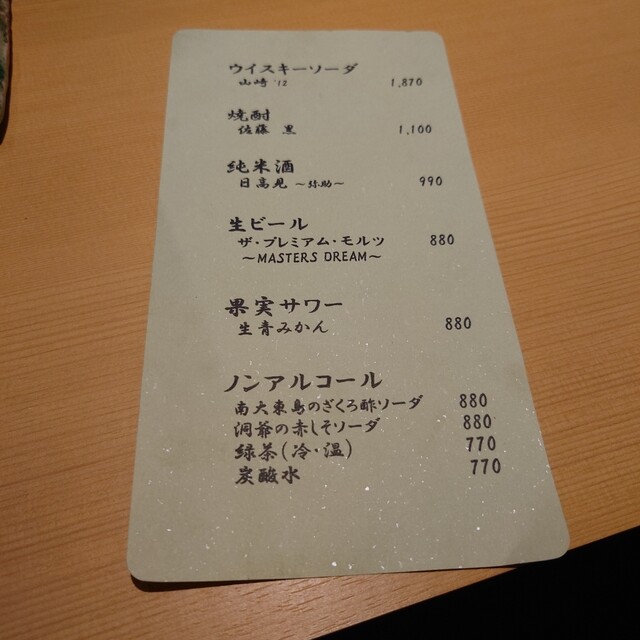 ウイスキーソーダ
山崎 '12 1,870
焼酎
佐藤 黒 1,100
純米酒
日高見 〜弥助〜 990
生ビール
ザ・プレミアム・モルツ 880
〜MASTERS DREAM〜
果実サワー
生青みかん 880
ノンアルコール
南大東島のざくろ酢ソーダ 880
洞爺の赤しそソーダ 880
緑茶(冷・温) 770
炭酸水 770